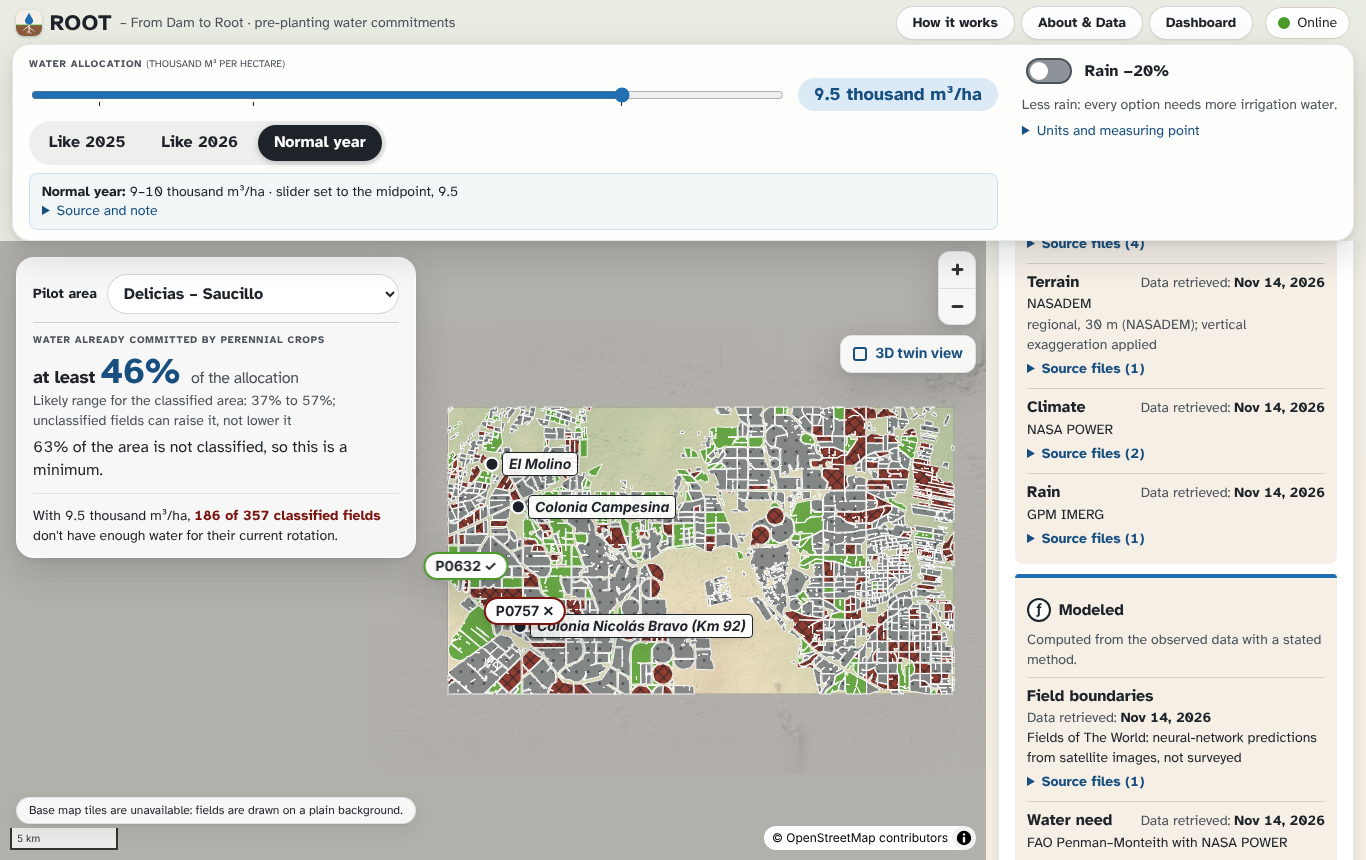 ROOT – From Dam to Root · pre-planting water commitments
How it works
About & Data
Dashboard
Online
WATER ALLOCATION (THOUSAND M³ PER HECTARE)
9.5 thousand m³/ha
Like 2025
Like 2026
Normal year
Normal year: 9–10 thousand m³/ha · slider set to the midpoint, 9.5
Source and note
Rain −20%
Less rain: every option needs more irrigation water.
Units and measuring point
Pilot area
Delicias – Saucillo
WATER ALREADY COMMITTED BY PERENNIAL CROPS
at least 46% of the allocation
Likely range for the classified area: 37% to 57%;
unclassified fields can raise it, not lower it
63% of the area is not classified, so this is a
minimum.
With 9.5 thousand m³/ha, 186 of 357 classified fields
don't have enough water for their current rotation.
+
−
3D twin view
El Molino
Colonia Campesina
P0632 ✓
P0757 ✕
Colonia Nicolás Bravo (Km 92)
Base map tiles are unavailable: fields are drawn on a plain background.
5 km
© OpenStreetMap contributors
Source files (4)
Terrain
Data retrieved: Nov 14, 2026
NASADEM
regional, 30 m (NASADEM); vertical
exaggeration applied
Source files (1)
Climate
Data retrieved: Nov 14, 2026
NASA POWER
Source files (2)
Rain
Data retrieved: Nov 14, 2026
GPM IMERG
Source files (1)
Modeled
Computed from the observed data with a stated
method.
Field boundaries
Data retrieved: Nov 14, 2026
Fields of The World: neural-network predictions
from satellite images, not surveyed
Source files (1)
Water need
Data retrieved: Nov 14, 2026
FAO Penman–Monteith with NASA POWER